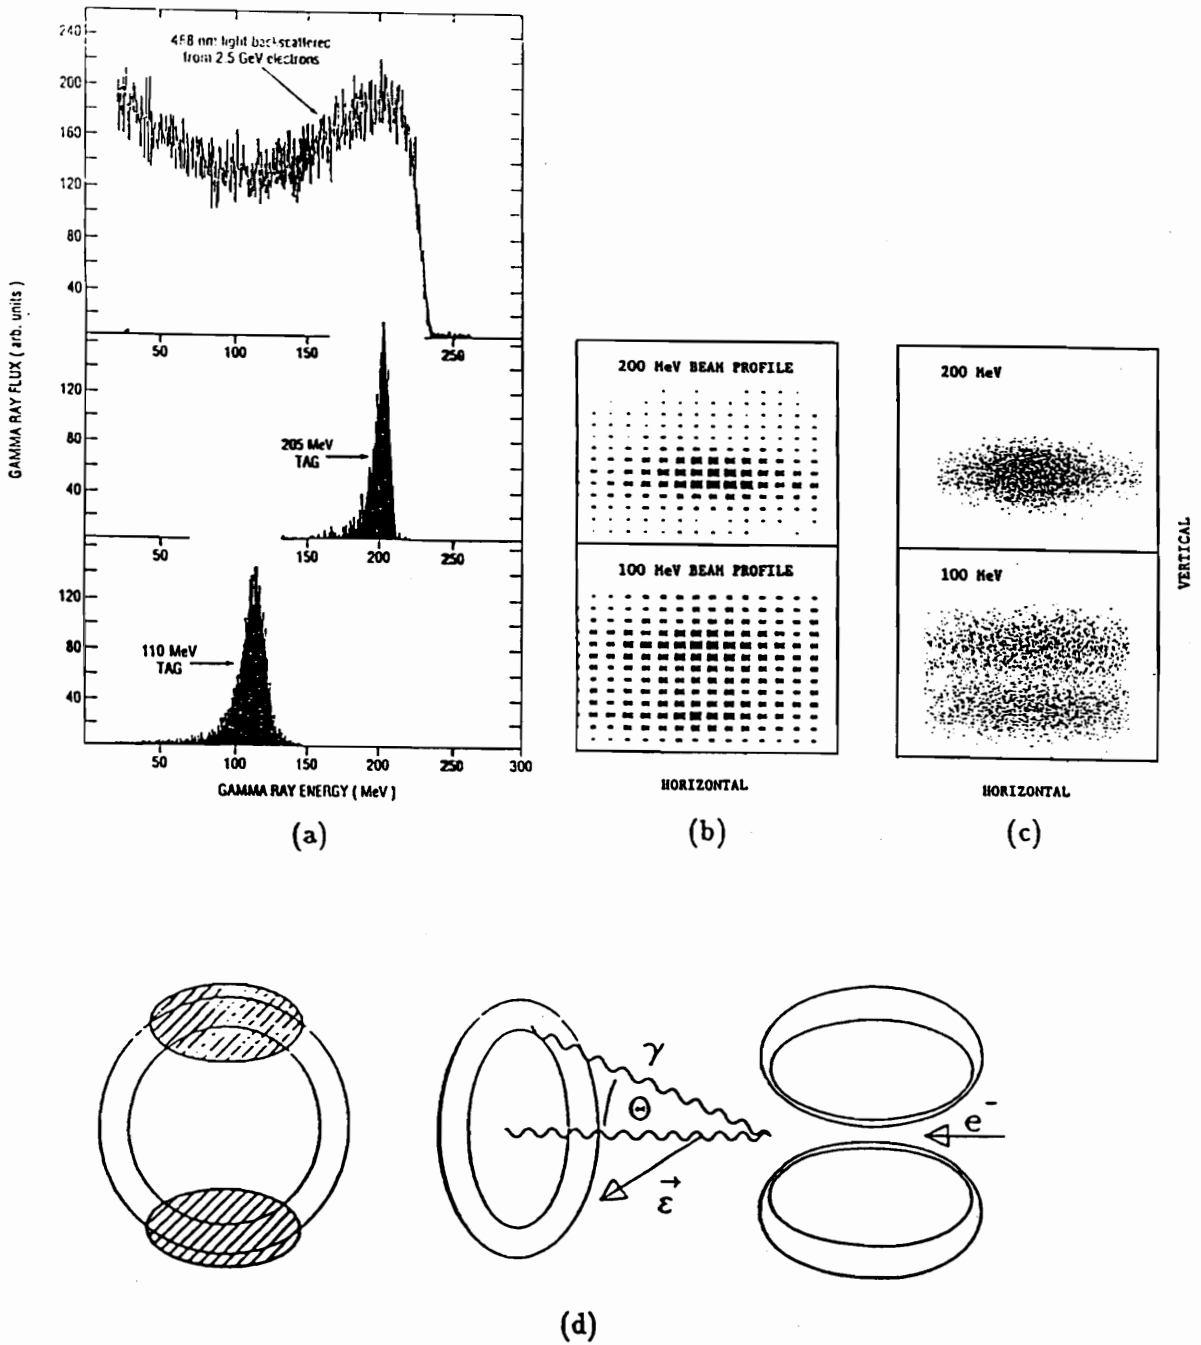 GAMMA RAY FLUX ( arb. units )
240
200
160
120
80
40
488 nm light backscattered
from 2.5 GeV electrons
50 100 150 250
120
80
40
205 MeV
TAG
50 150 200 250
120
80
40
110 MeV
TAG
50 100 150 200 250 300
GAMMA RAY ENERGY ( MeV )
(a)
200 MeV BEAM PROFILE
100 MeV BEAM PROFILE
HORIZONTAL
(b)
200 MeV
100 MeV
VERTICAL
HORIZONTAL
(c)
γ
Θ
ε⃗
e⁻
(d)